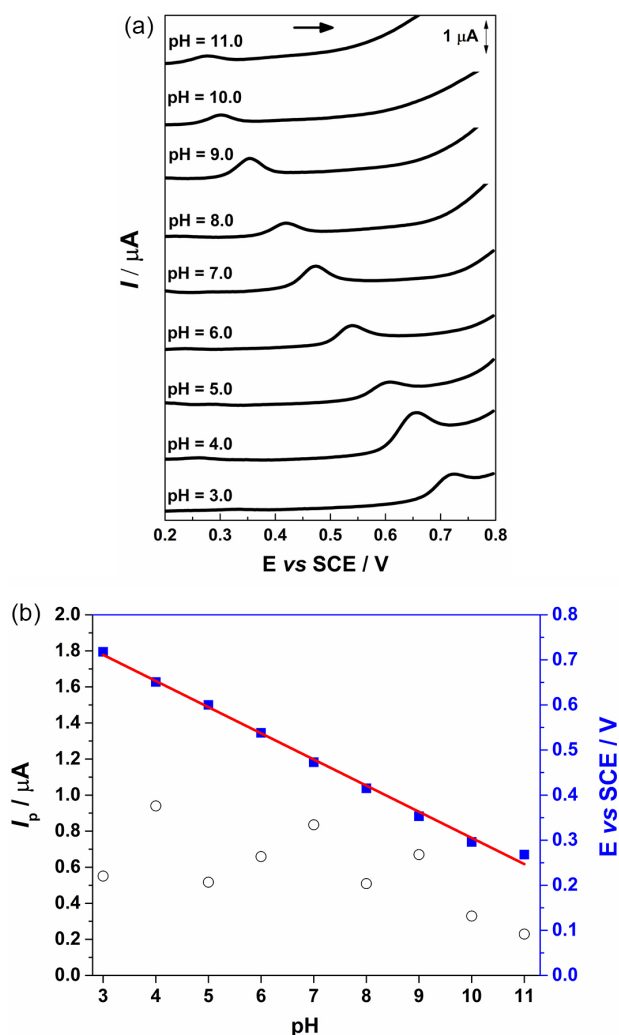 (a)
1 µA
pH = 11.0
pH = 10.0
pH = 9.0
pH = 8.0
pH = 7.0
pH = 6.0
pH = 5.0
pH = 4.0
pH = 3.0
I / µA
0.2 0.3 0.4 0.5 0.6 0.7 0.8
E vs SCE / V
(b)
2.0
1.8
1.6
1.4
1.2
1.0
0.8
0.6
0.4
0.2
0.0
Ip / µA
0.8
0.7
0.6
0.5
0.4
0.3
0.2
0.1
0.0
E vs SCE / V
3 4 5 6 7 8 9 10 11
pH